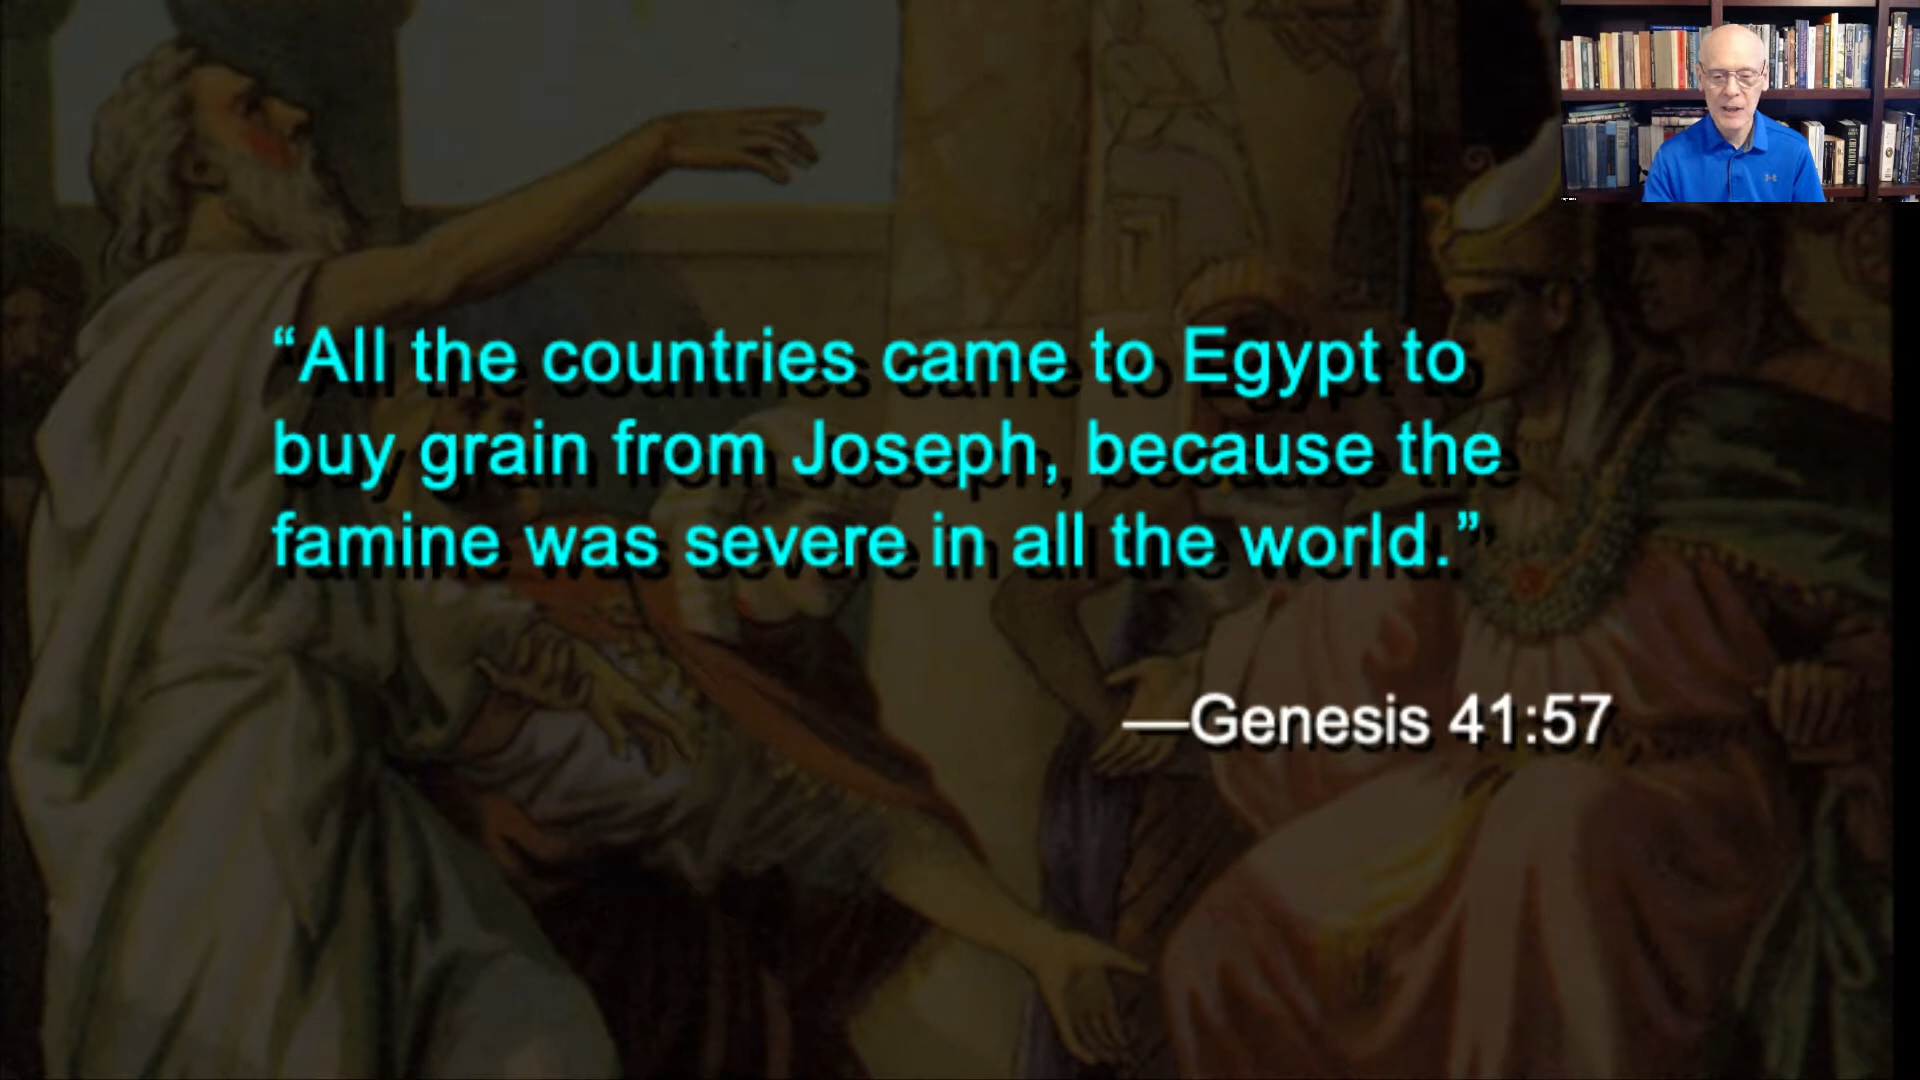 “All the countries came to Egypt to
buy grain from Joseph, because the
famine was severe in all the world.”
—Genesis 41:57